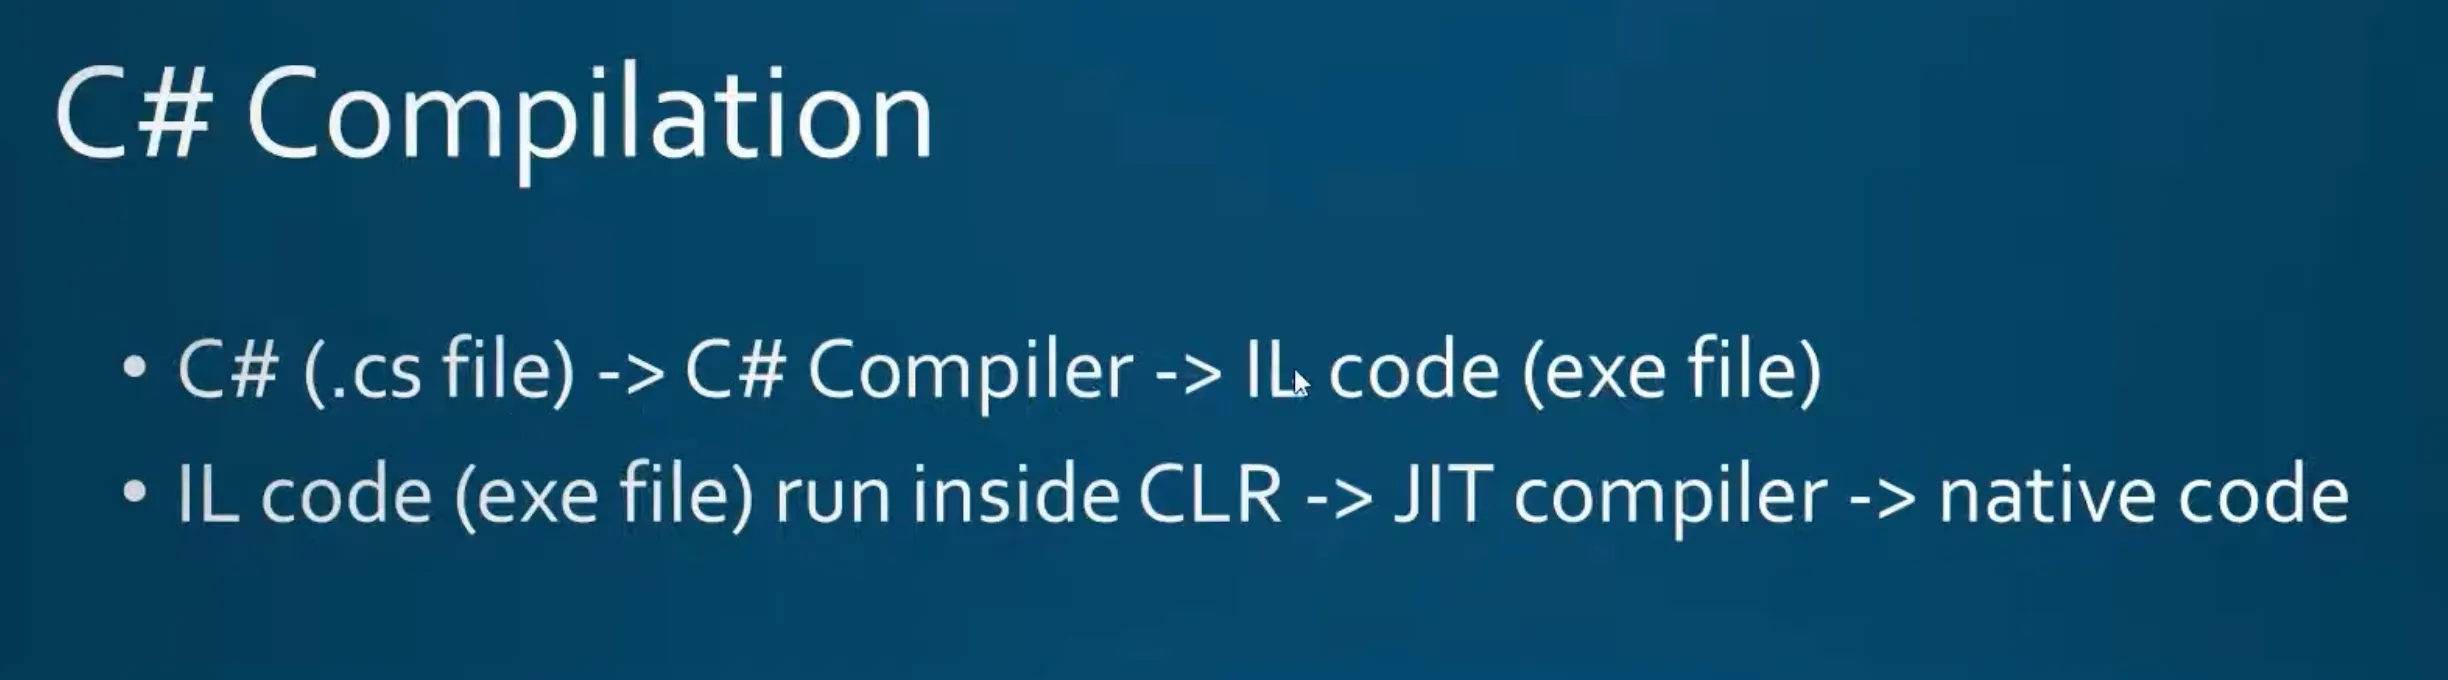 C# Compilation
• C# (.cs file) -> C# Compiler -> IL code (exe file)
• IL code (exe file) run inside CLR -> JIT compiler -> native code